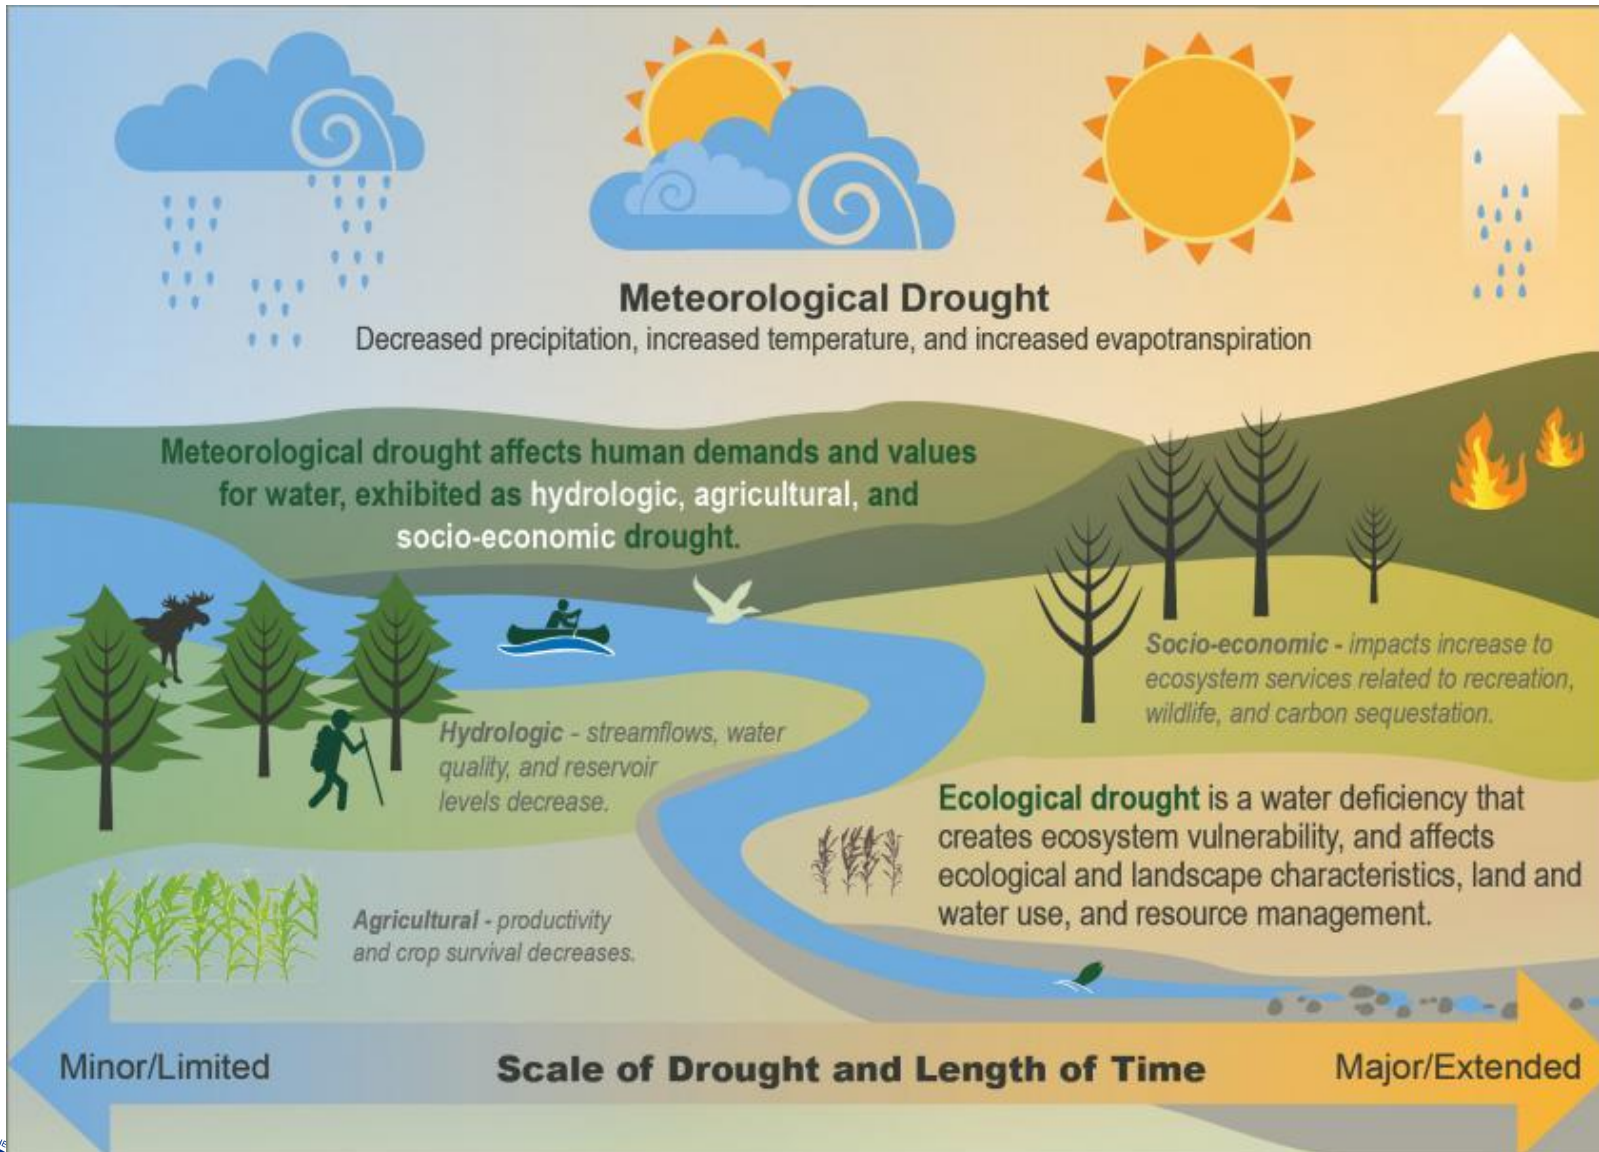 Meteorological Drought
Decreased precipitation, increased temperature, and increased evapotranspiration
Meteorological drought affects human demands and values
for water, exhibited as hydrologic, agricultural, and
socio-economic drought.
Socio-economic - impacts increase to
ecosystem services related to recreation,
wildlife, and carbon sequestation.
Hydrologic - streamflows, water
quality, and reservoir
levels decrease.
Ecological drought is a water deficiency that
creates ecosystem vulnerability, and affects
ecological and landscape characteristics, land and
water use, and resource management.
Agricultural - productivity
and crop survival decreases.
Minor/Limited
Scale of Drought and Length of Time
Major/Extended